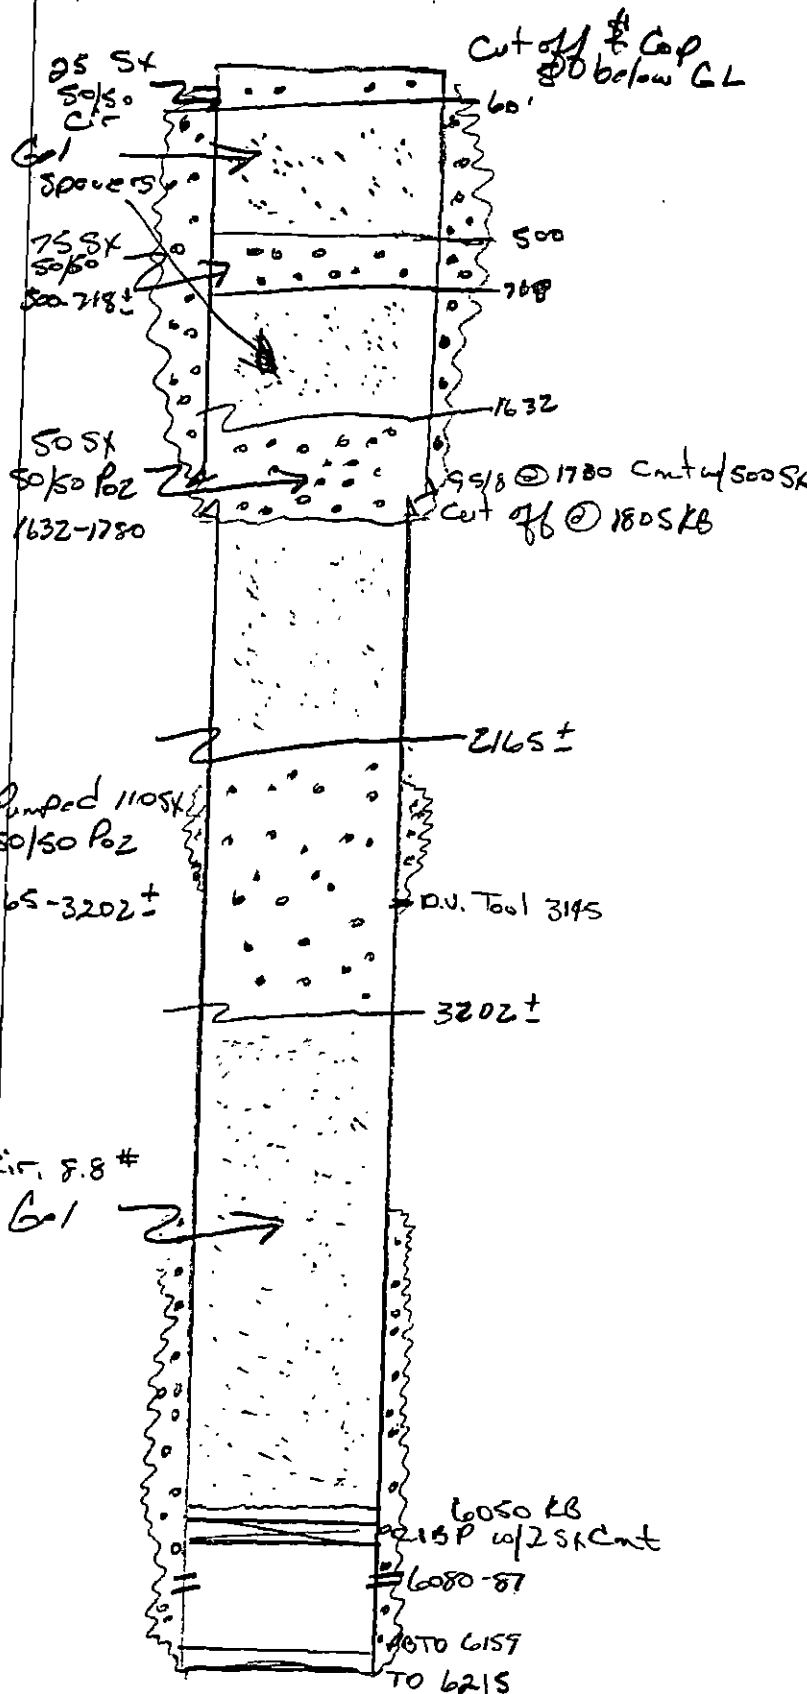 25 SX
50/50
Cir
Cut off & Cap
below GL
60'
Gel
Spacers
500
75 SX
50/50
500-718±
1632
50 SX
50/50 Poz
1632-1780
9 5/8 @ 1780 Cmt w/ 500 SX
Cut off @ 1805 KB
2165 ±
Pumped 110 SX
50/50 Poz
65-3202±
D.V. Tool 3145
3202 ±
Cir. 8.8 #
Gel
6050 KB
CIBP w/ 2 SX Cmt
6080-87
PBTD 6159
TD 6215